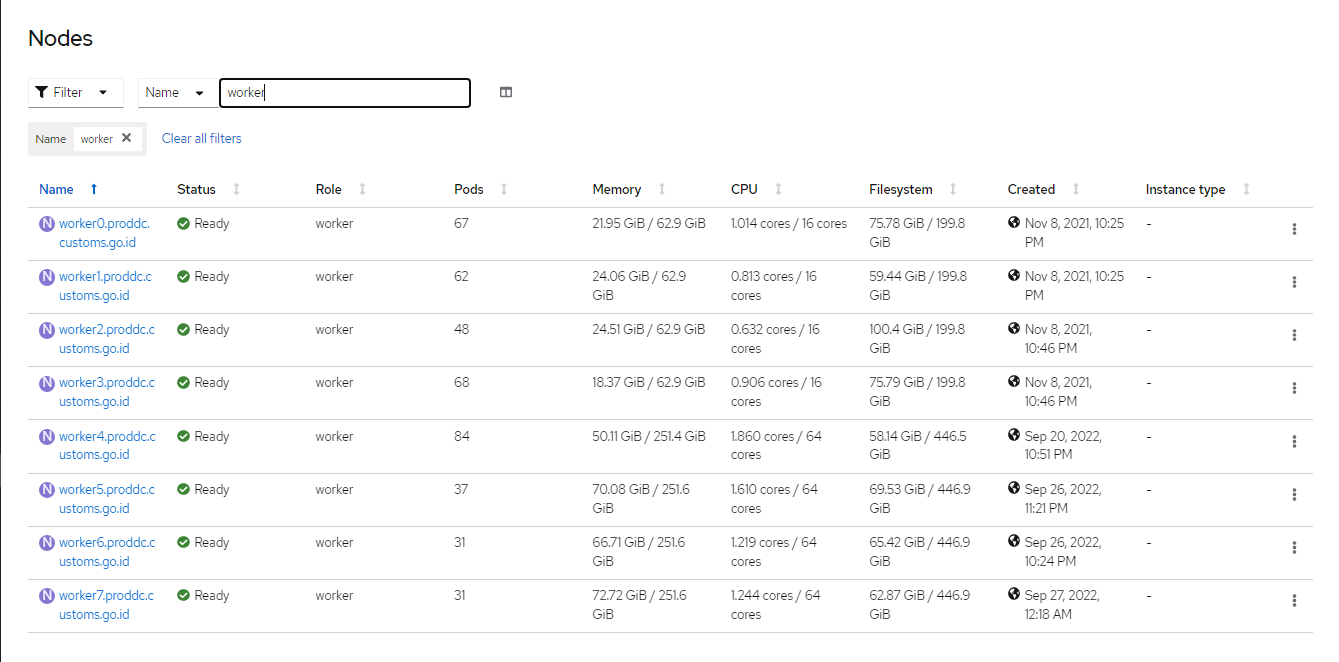 Nodes
Filter Name worker
Name worker Clear all filters
Name Status Role Pods Memory CPU Filesystem Created Instance type
N worker0.proddc. Ready worker 67 21.95 GiB / 62.9 GiB 1.014 cores / 16 cores 75.78 GiB / 199.8 Nov 8, 2021, 10:25 -
customs.go.id GiB PM
N worker1.proddc.c Ready worker 62 24.06 GiB / 62.9 0.813 cores / 16 59.44 GiB / 199.8 Nov 8, 2021, 10:25 -
ustoms.go.id GiB cores GiB PM
N worker2.proddc.c Ready worker 48 24.51 GiB / 62.9 GiB 0.632 cores / 16 100.4 GiB / 199.8 Nov 8, 2021, -
ustoms.go.id cores GiB 10:46 PM
N worker3.proddc.c Ready worker 68 18.37 GiB / 62.9 GiB 0.906 cores / 16 75.79 GiB / 199.8 Nov 8, 2021, -
ustoms.go.id cores GiB 10:46 PM
N worker4.proddc.c Ready worker 84 50.11 GiB / 251.4 GiB 1.860 cores / 64 58.14 GiB / 446.5 Sep 20, 2022, -
ustoms.go.id cores GiB 10:51 PM
N worker5.proddc.c Ready worker 37 70.08 GiB / 251.6 1.610 cores / 64 69.53 GiB / 446.9 Sep 26, 2022, -
ustoms.go.id GiB cores GiB 11:21 PM
N worker6.proddc.c Ready worker 31 66.71 GiB / 251.6 1.219 cores / 64 65.42 GiB / 446.9 Sep 26, 2022, -
ustoms.go.id GiB cores GiB 10:24 PM
N worker7.proddc.c Ready worker 31 72.72 GiB / 251.6 1.244 cores / 64 62.87 GiB / 446.9 Sep 27, 2022, -
ustoms.go.id GiB cores GiB 12:18 AM